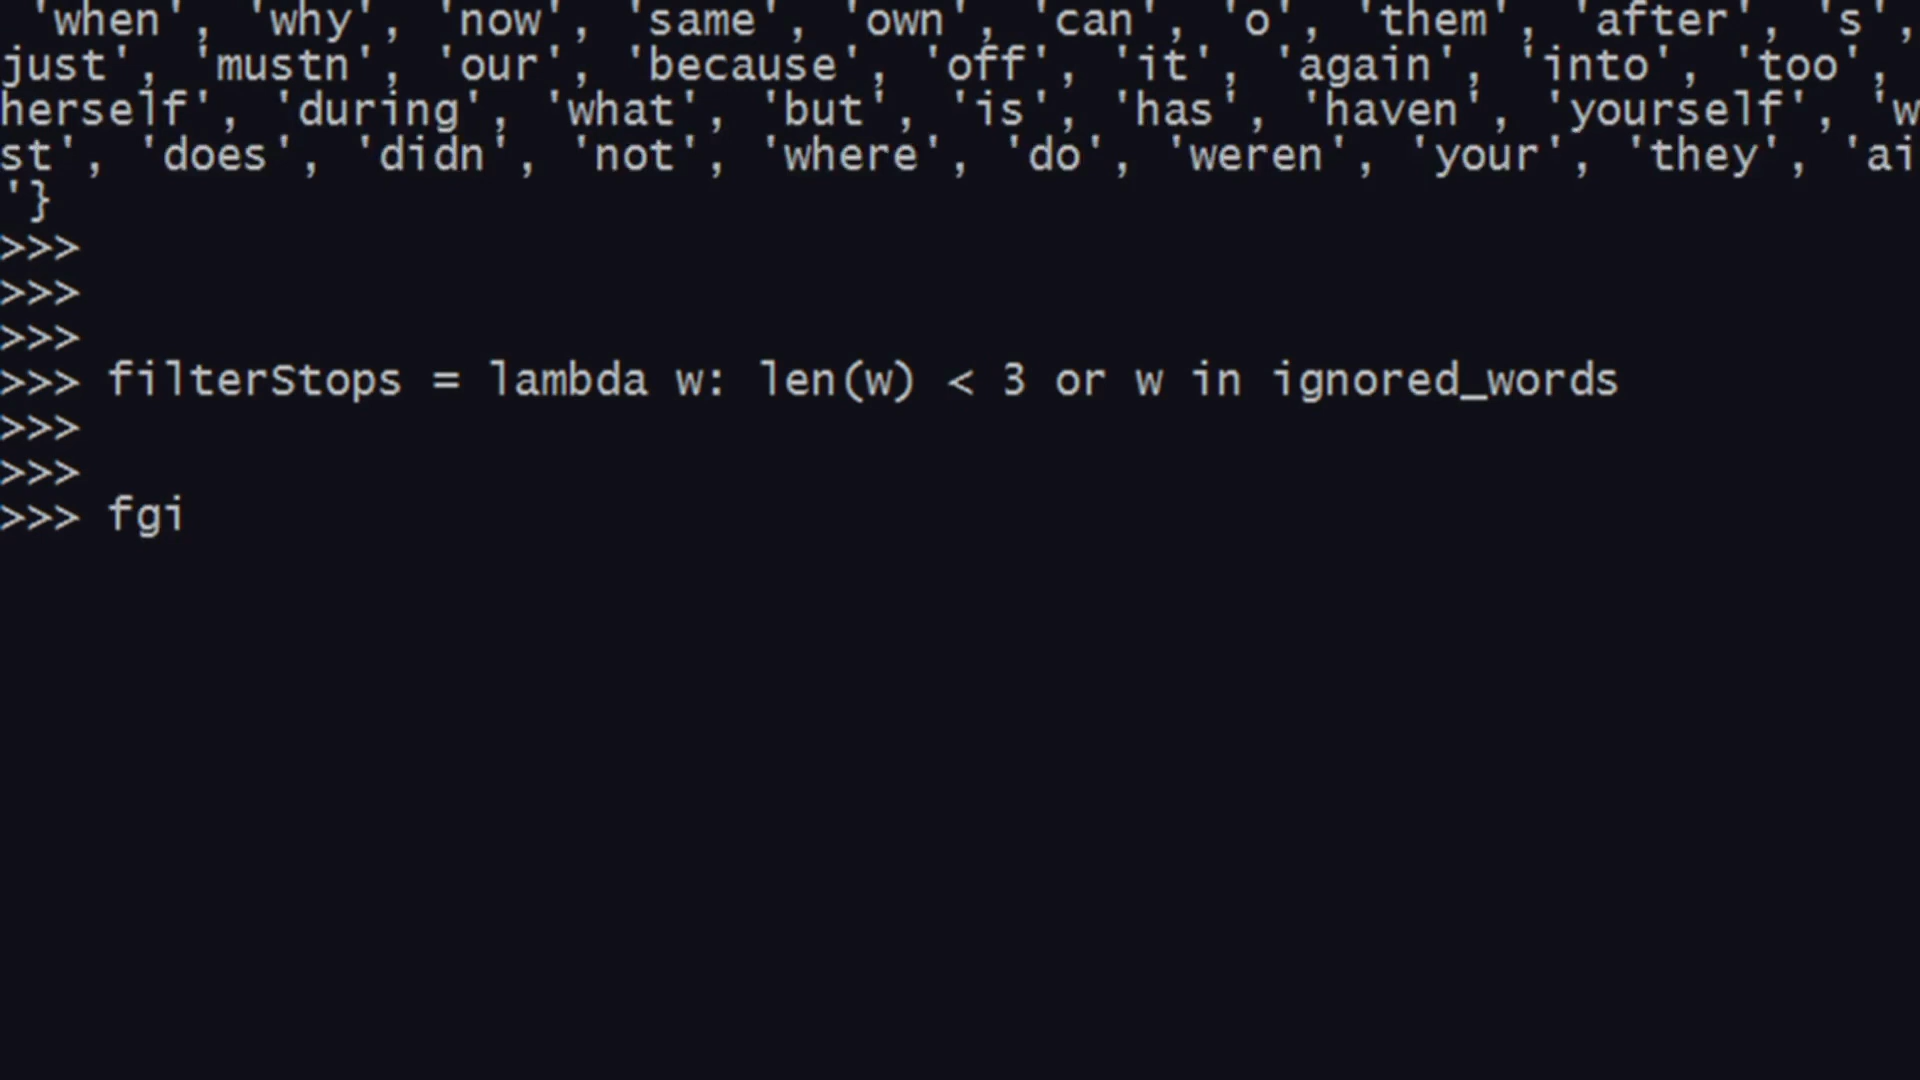 'when', 'why', 'now', 'same', 'own', 'can', 'o', 'them', 'after', 's',
just', 'mustn', 'our', 'because', 'off', 'it', 'again', 'into', 'too',
herself', 'during', 'what', 'but', 'is', 'has', 'haven', 'yourself', 'w
st', 'does', 'didn', 'not', 'where', 'do', 'weren', 'your', 'they', 'ai
'}
>>>
>>>
>>>
>>> filterStops = lambda w: len(w) < 3 or w in ignored_words
>>>
>>>
>>> fgi